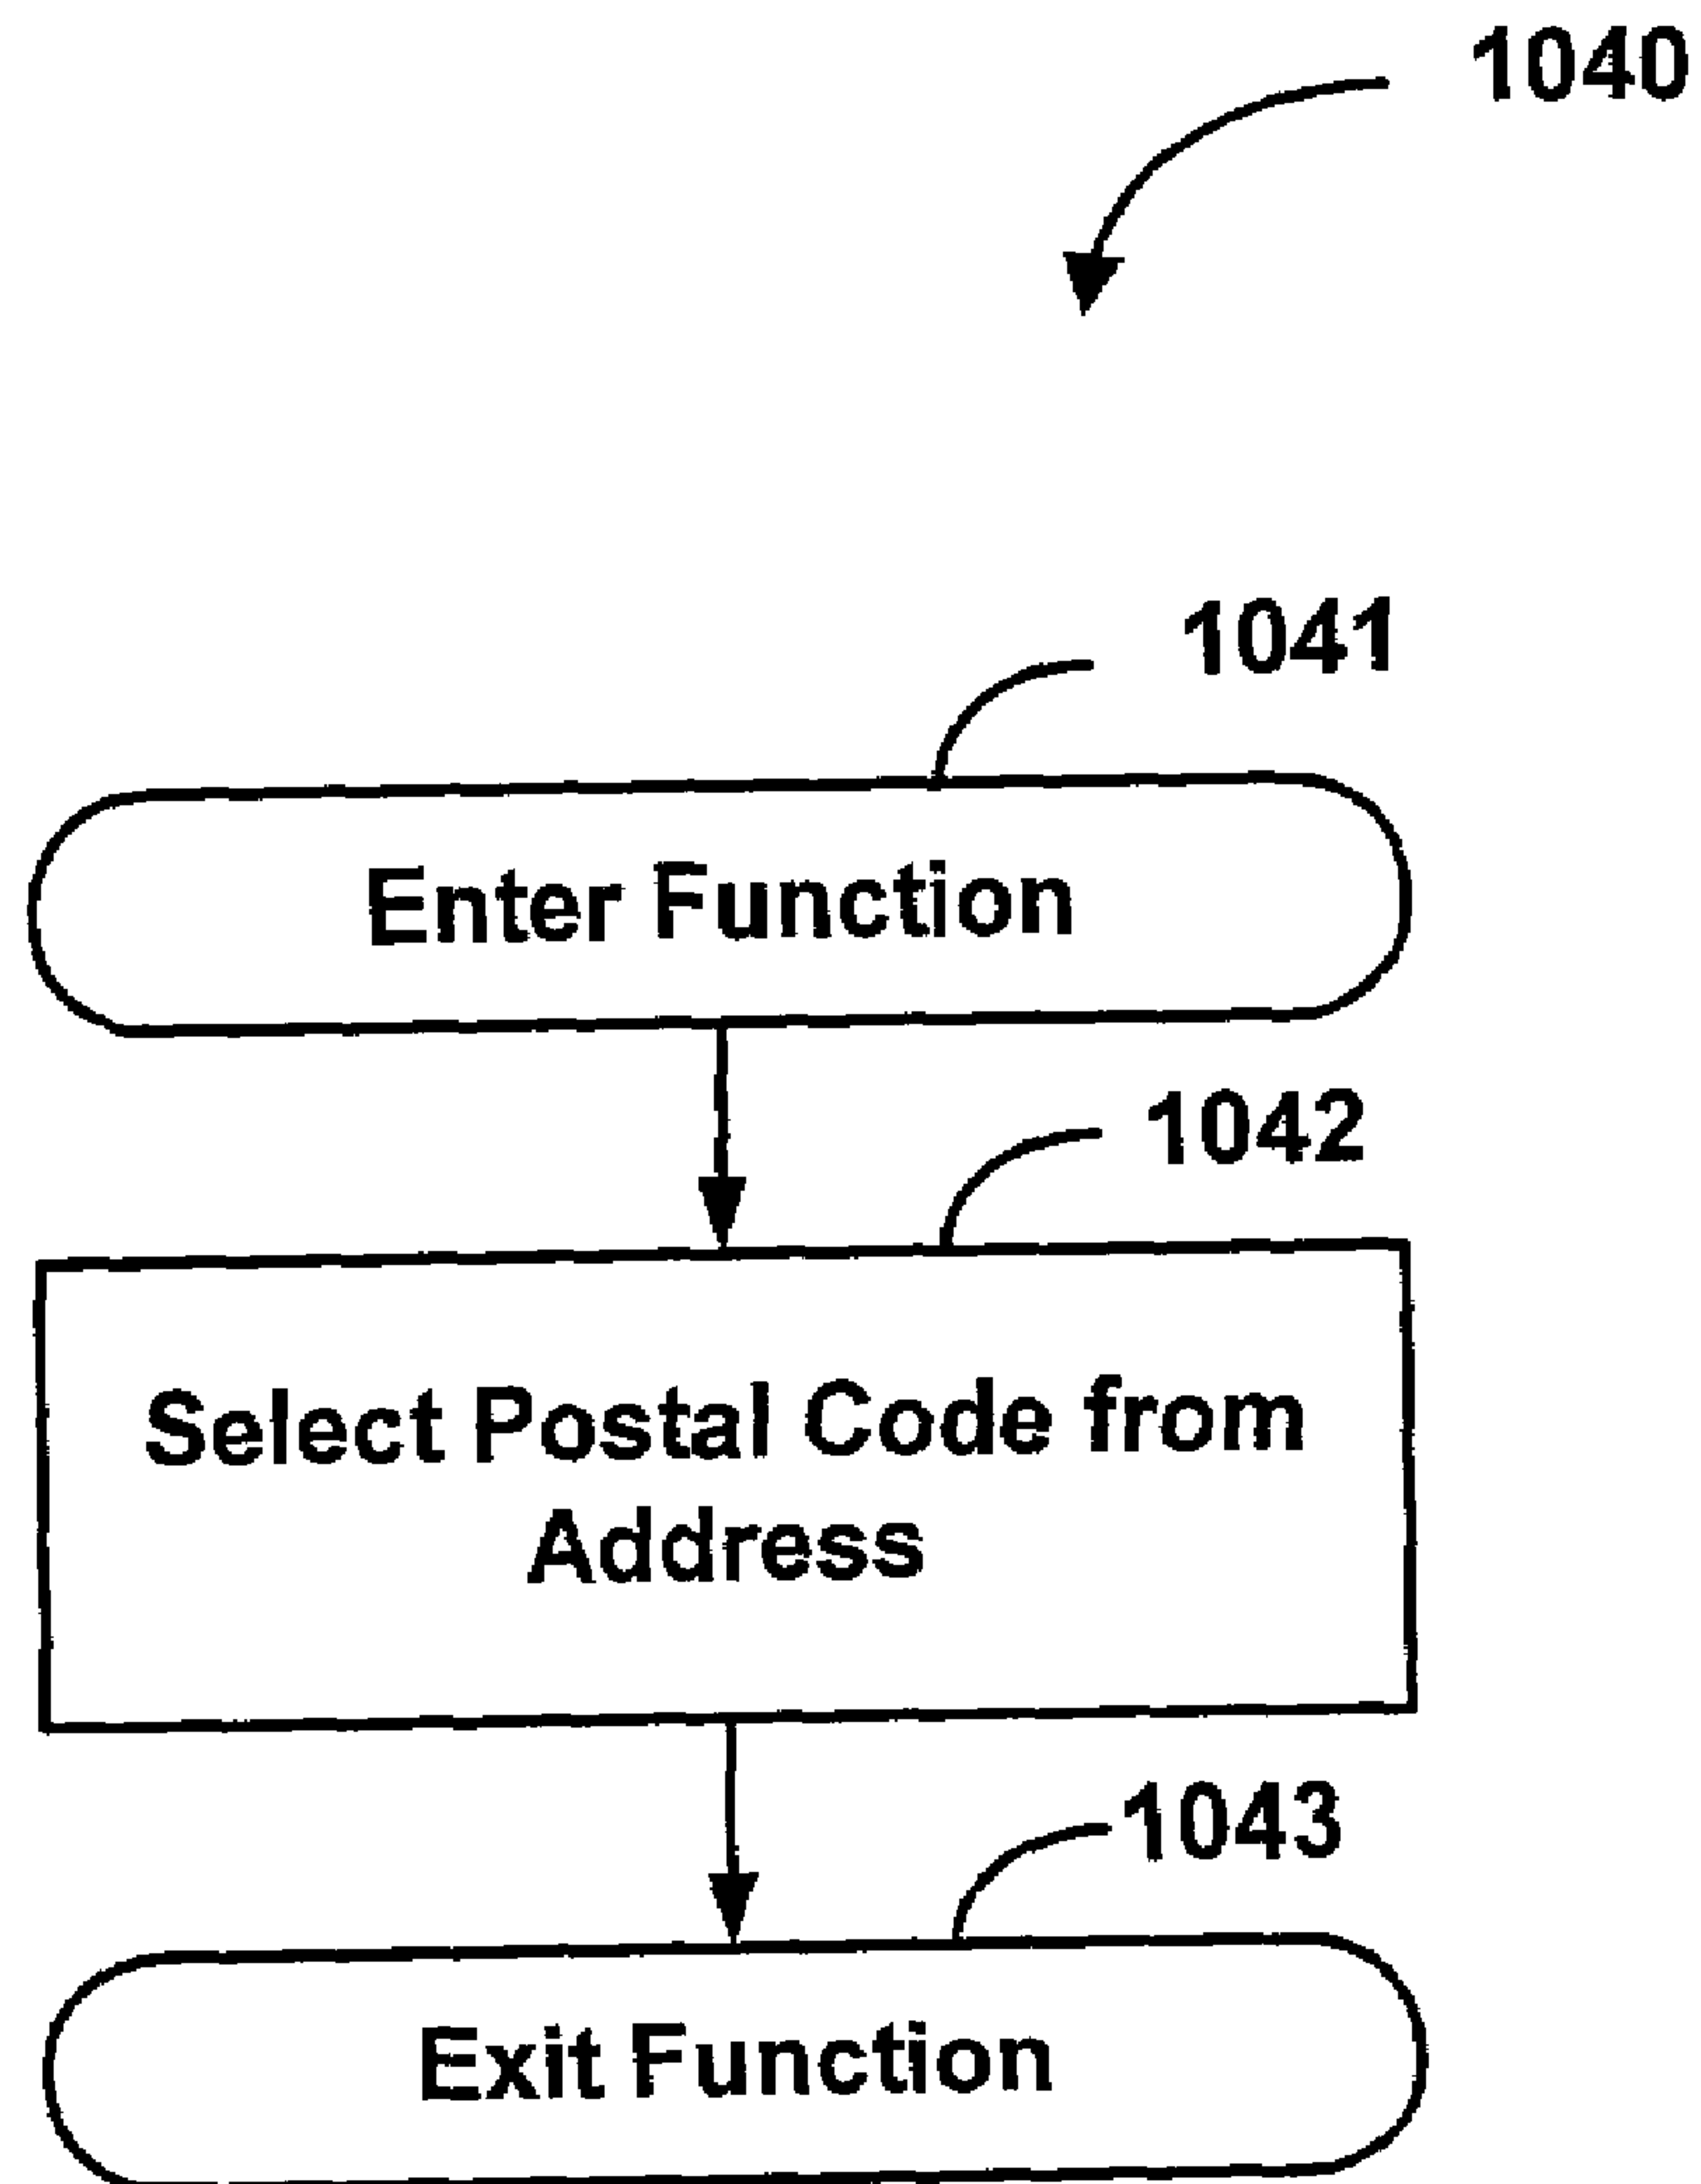 1040
1041
Enter Function
1042
Select Postal Code from
Address
1043
Exit Function